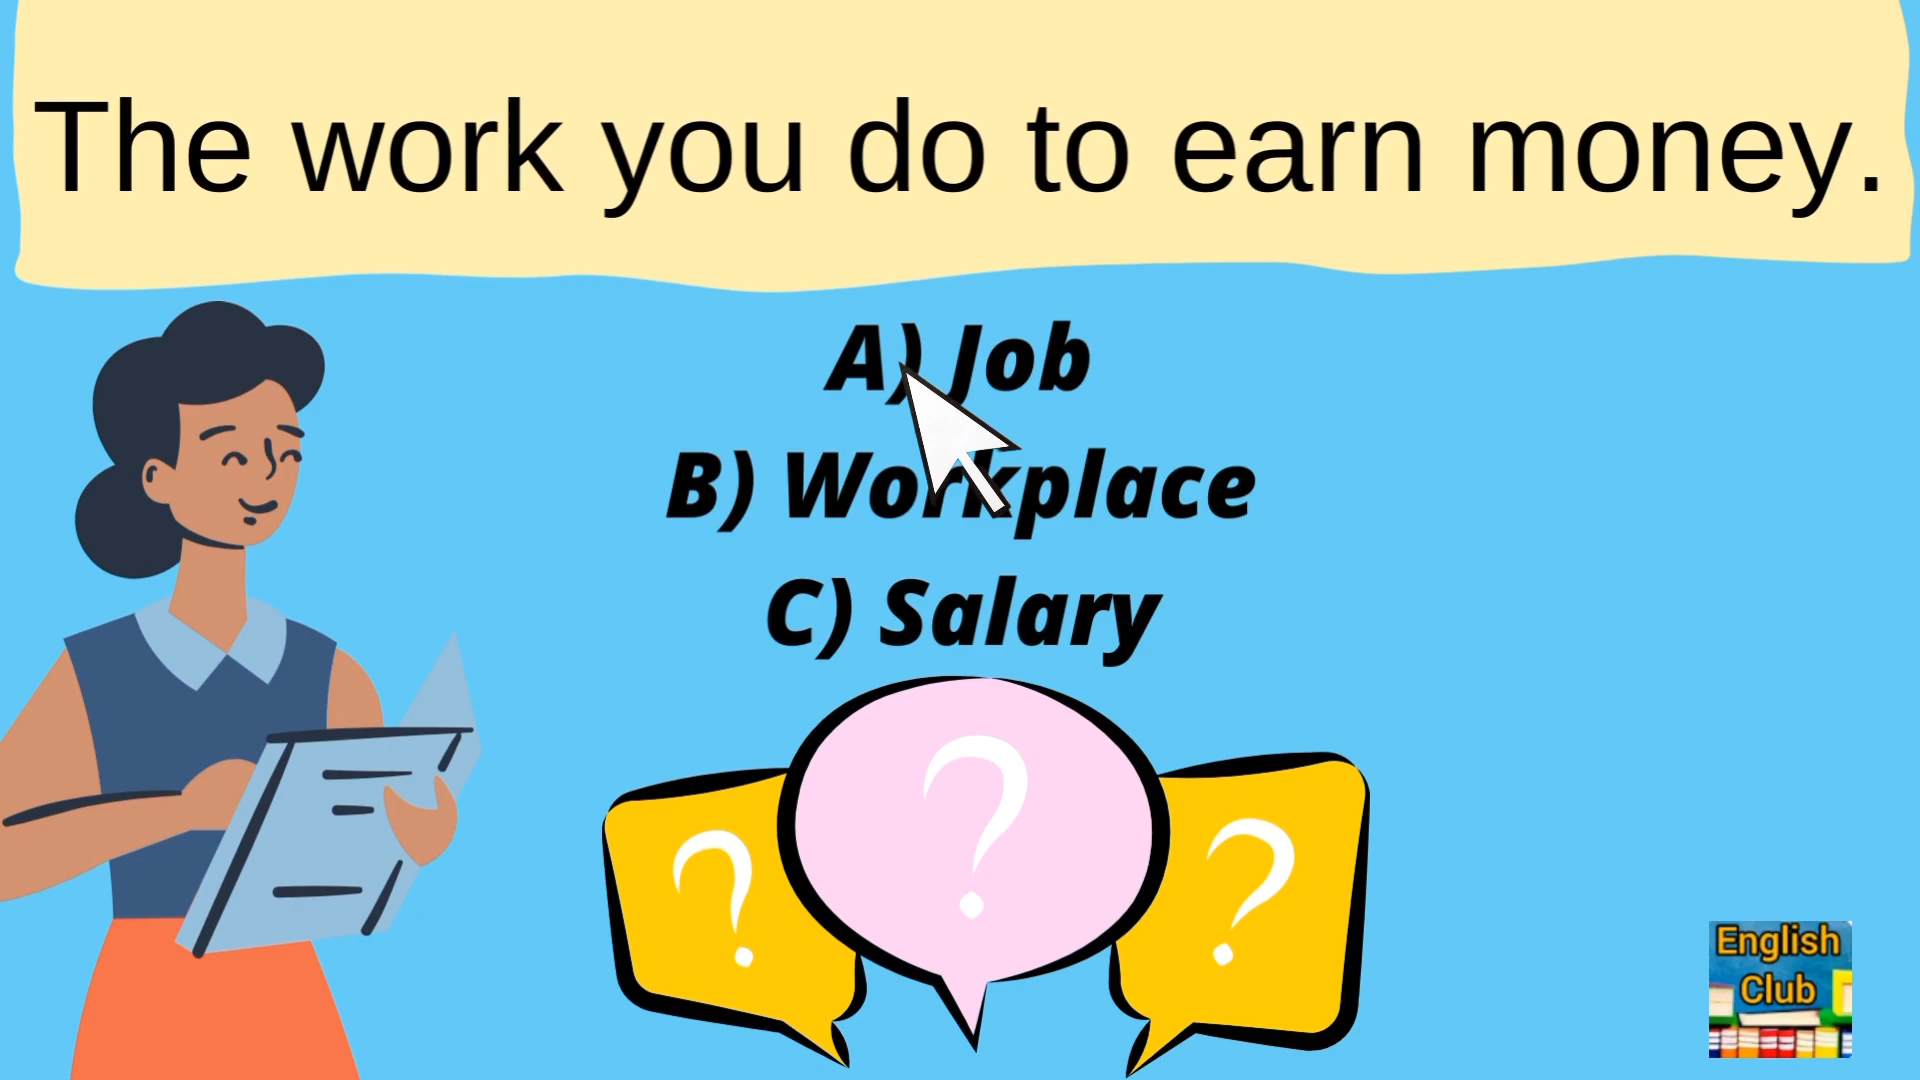 The work you do to earn money.
A) Job
B) Workplace
C) Salary
? ? ?
English
Club